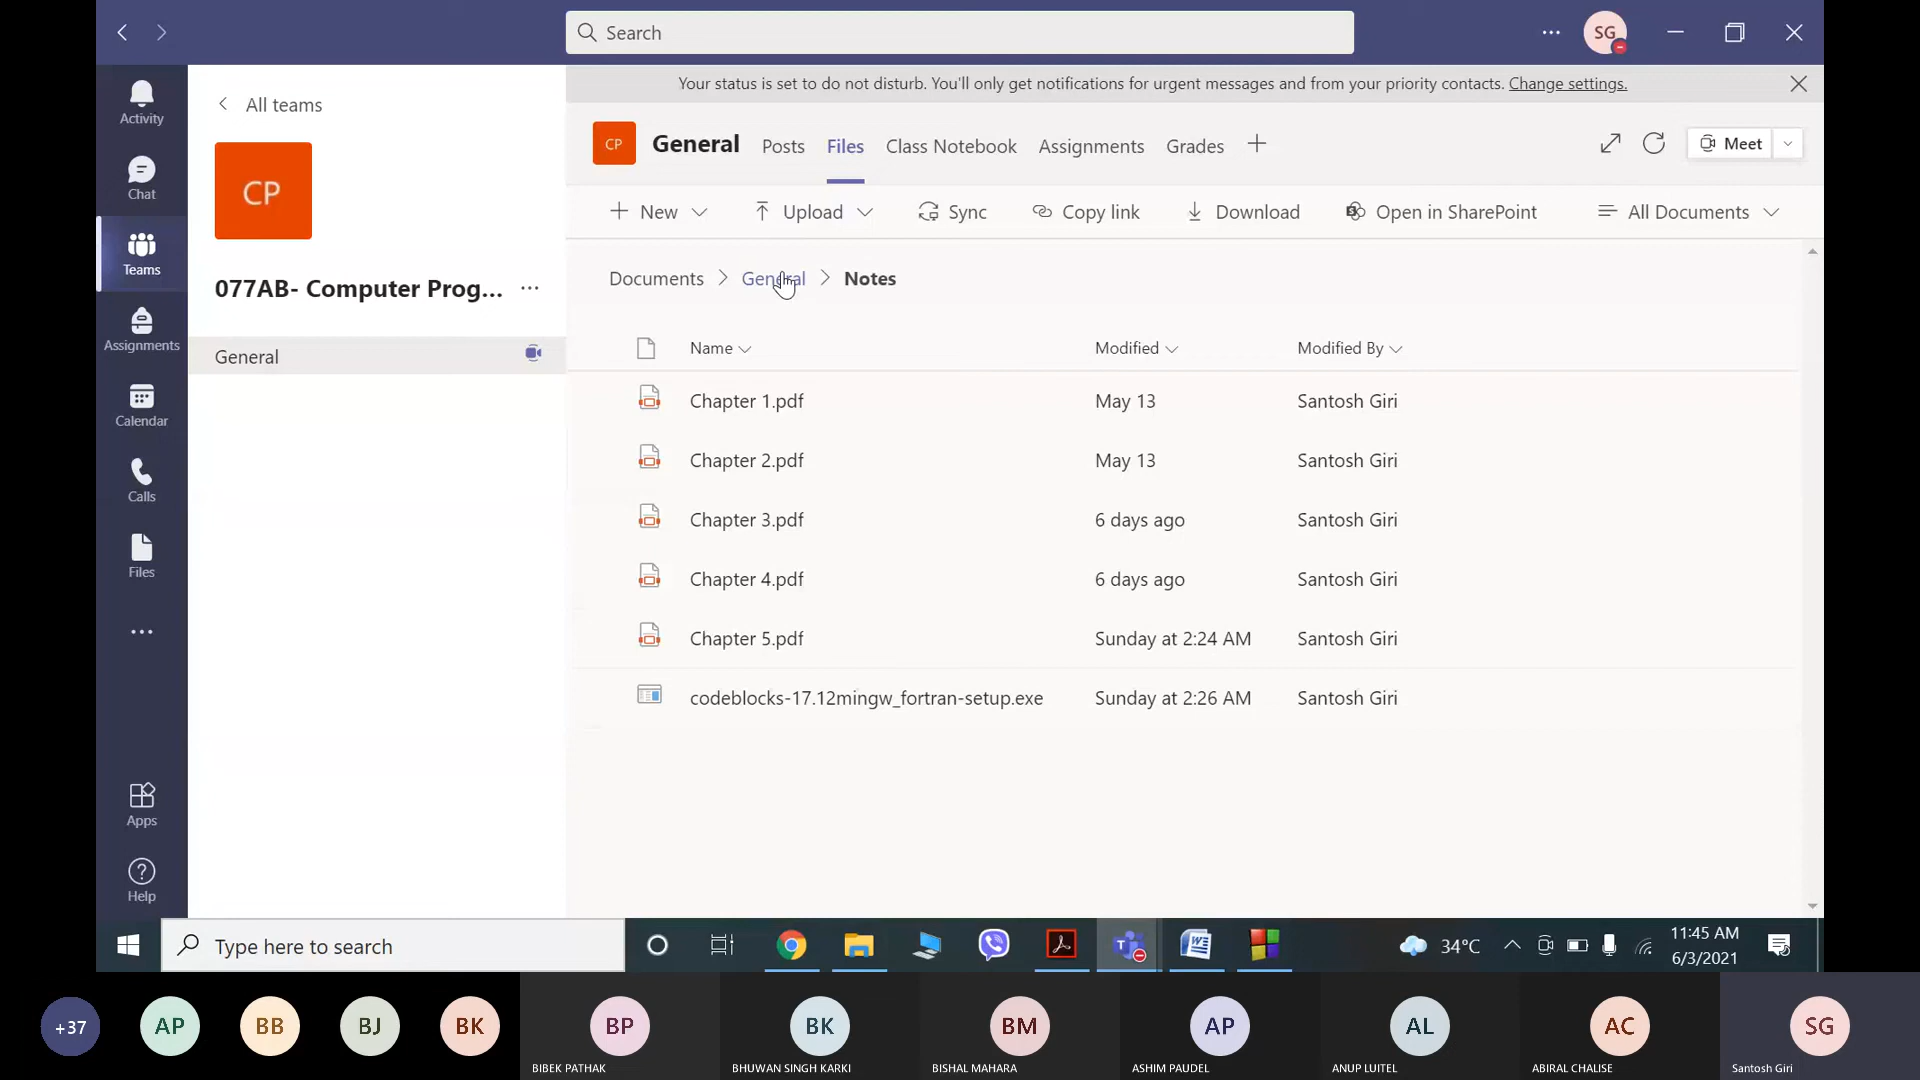 Search
SG
Your status is set to do not disturb. You'll only get notifications for urgent messages and from your priority contacts. Change settings.
Activity
Chat
Teams
Assignments
Calendar
Calls
Files
Apps
Help
All teams
CP
077AB- Computer Prog...
General
CP General Posts Files Class Notebook Assignments Grades Meet
New Upload Sync Copy link Download Open in SharePoint All Documents
Documents General Notes
Name Modified Modified By
Chapter 1.pdf May 13 Santosh Giri
Chapter 2.pdf May 13 Santosh Giri
Chapter 3.pdf 6 days ago Santosh Giri
Chapter 4.pdf 6 days ago Santosh Giri
Chapter 5.pdf Sunday at 2:24 AM Santosh Giri
codeblocks-17.12mingw_fortran-setup.exe Sunday at 2:26 AM Santosh Giri
Type here to search
34°C
11:45 AM
6/3/2021
+37 AP BB BJ BK BP BK BM AP AL AC SG
BIBEK PATHAK BHUWAN SINGH KARKI BISHAL MAHARA ASHIM PAUDEL ANUP LUITEL ABIRAL CHALISE Santosh Giri